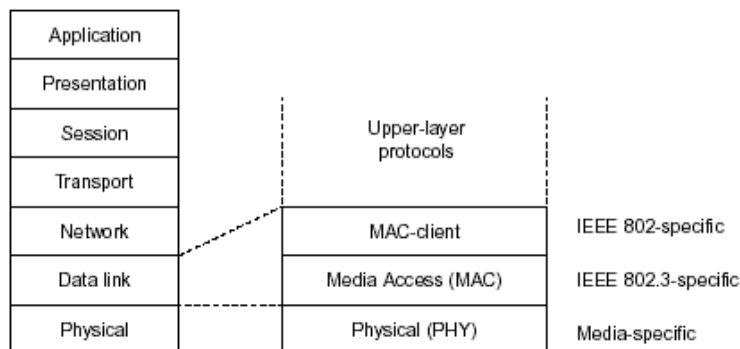 Application
Presentation
Session
Transport
Network
Data link
Physical
Upper-layer
protocols
MAC-client
Media Access (MAC)
Physical (PHY)
IEEE 802-specific
IEEE 802.3-specific
Media-specific